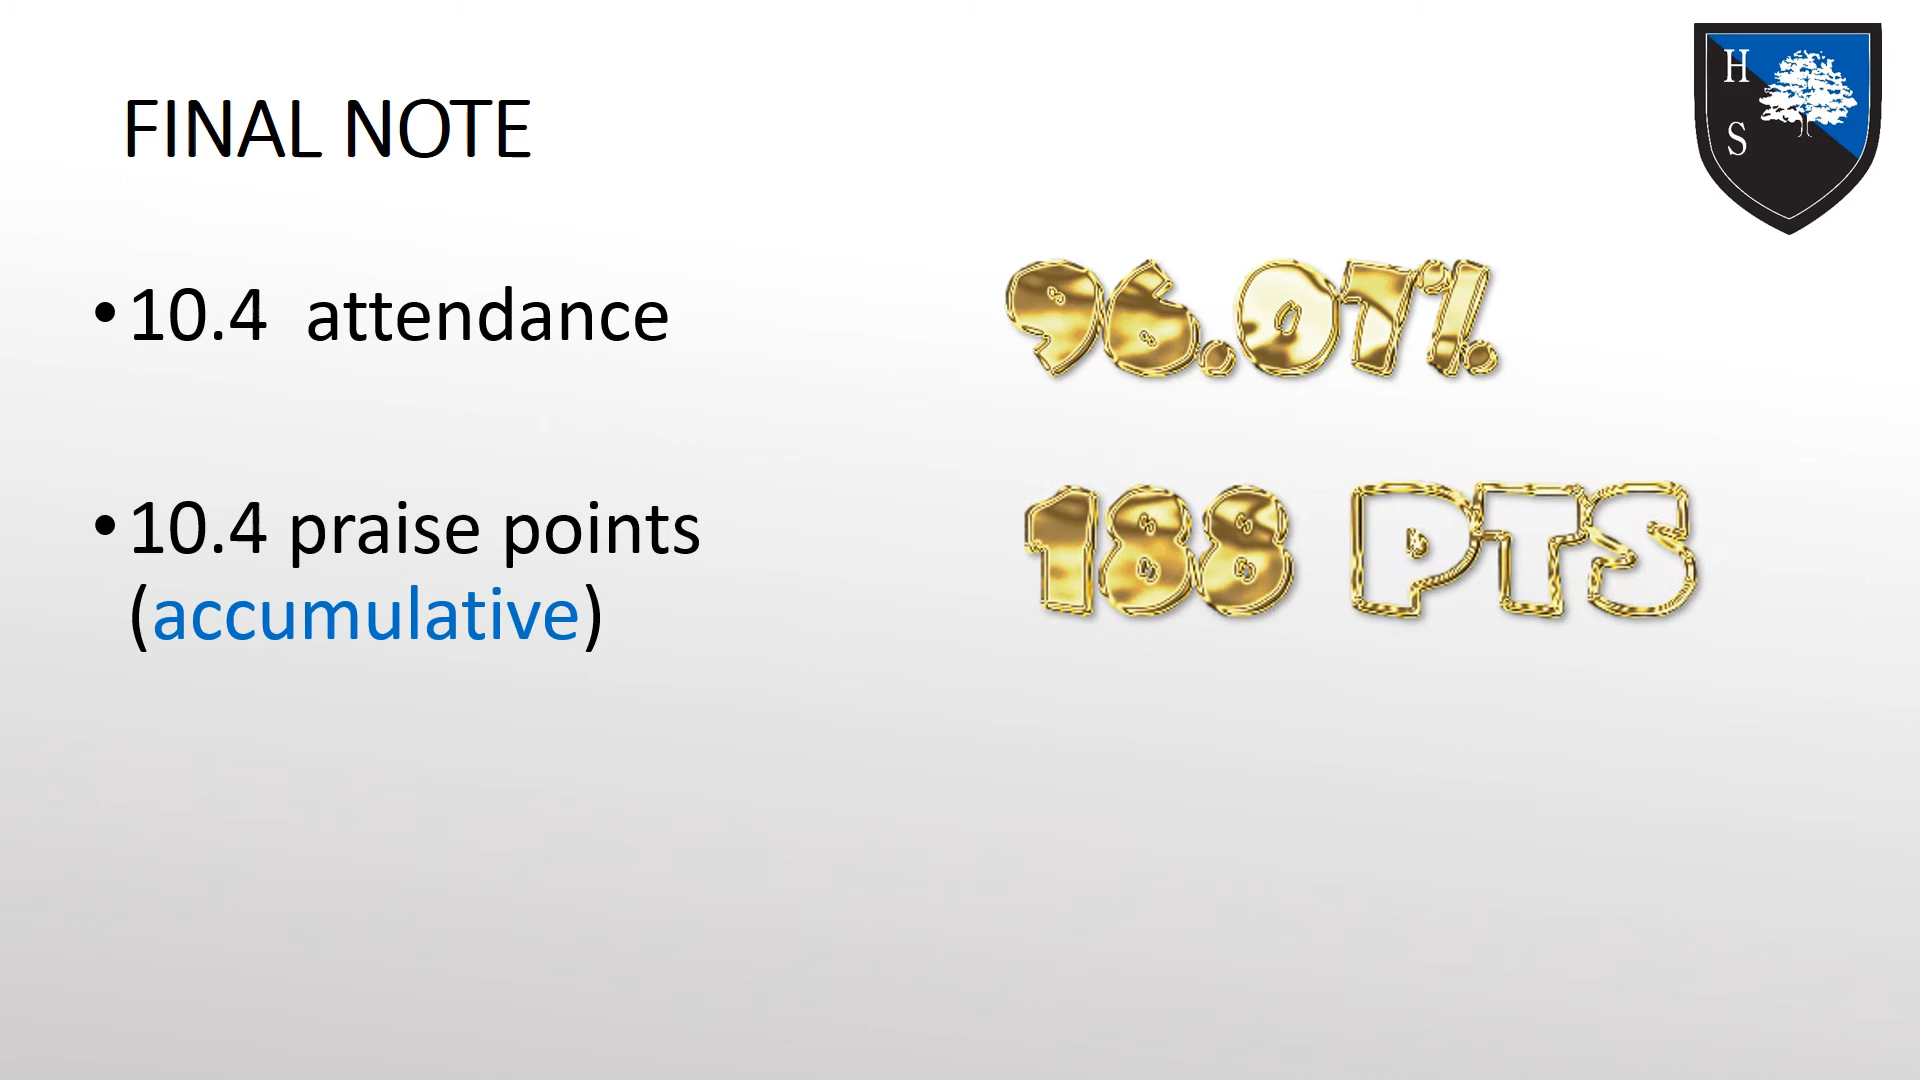 FINAL NOTE
H
S
• 10.4 attendance
96.07%
• 10.4 praise points
(accumulative)
188 PTS